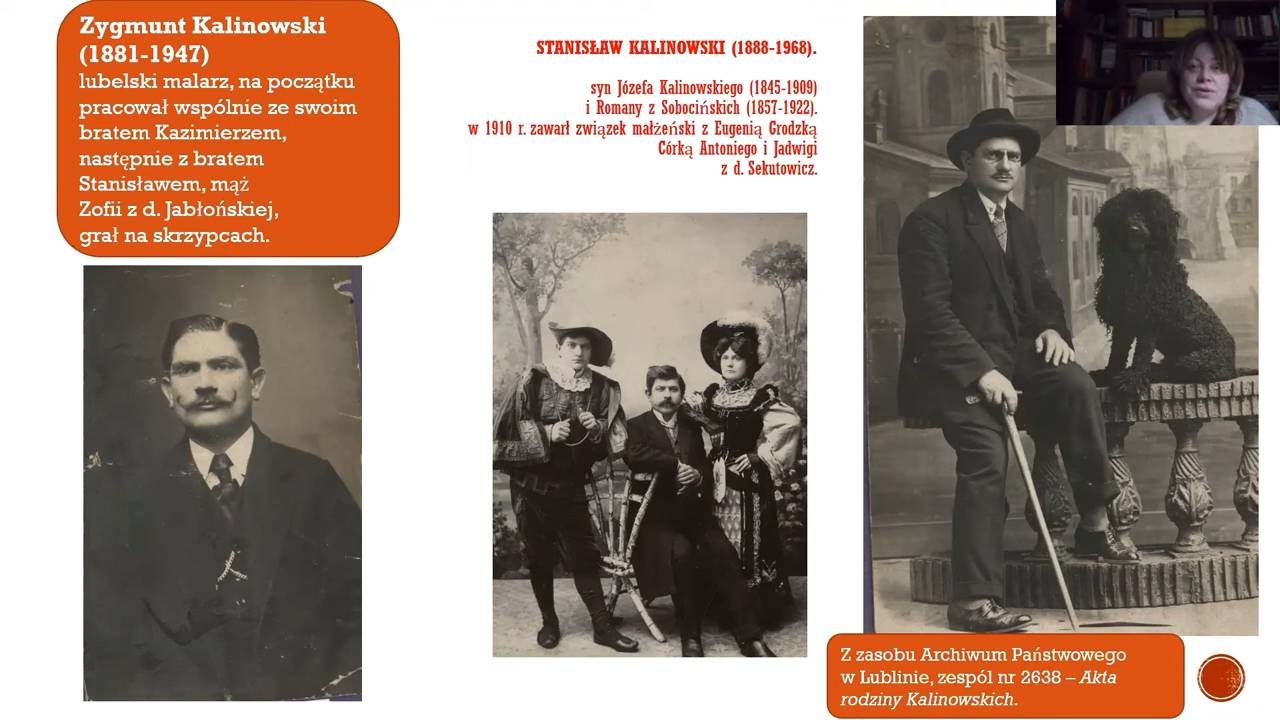 Zygmunt Kalinowski
(1881-1947)
lubelski malarz, na początku
pracował wspólnie ze swoim
bratem Kazimierzem,
następnie z bratem
Stanisławem, mąż
Zofii z d. Jabłońskiej,
grał na skrzypcach.
STANISŁAW KALINOWSKI (1888-1968).
syn Józefa Kalinowskiego (1845-1909)
i Romany z Sobocińskich (1857-1922).
w 1910 r. zawarł związek małżeński z Eugenią Grodzką
Córką Antoniego i Jadwigi
z d. Sekutowicz.
Z zasobu Archiwum Państwowego
w Lublinie, zespól nr 2638 – Akta
rodziny Kalinowskich.